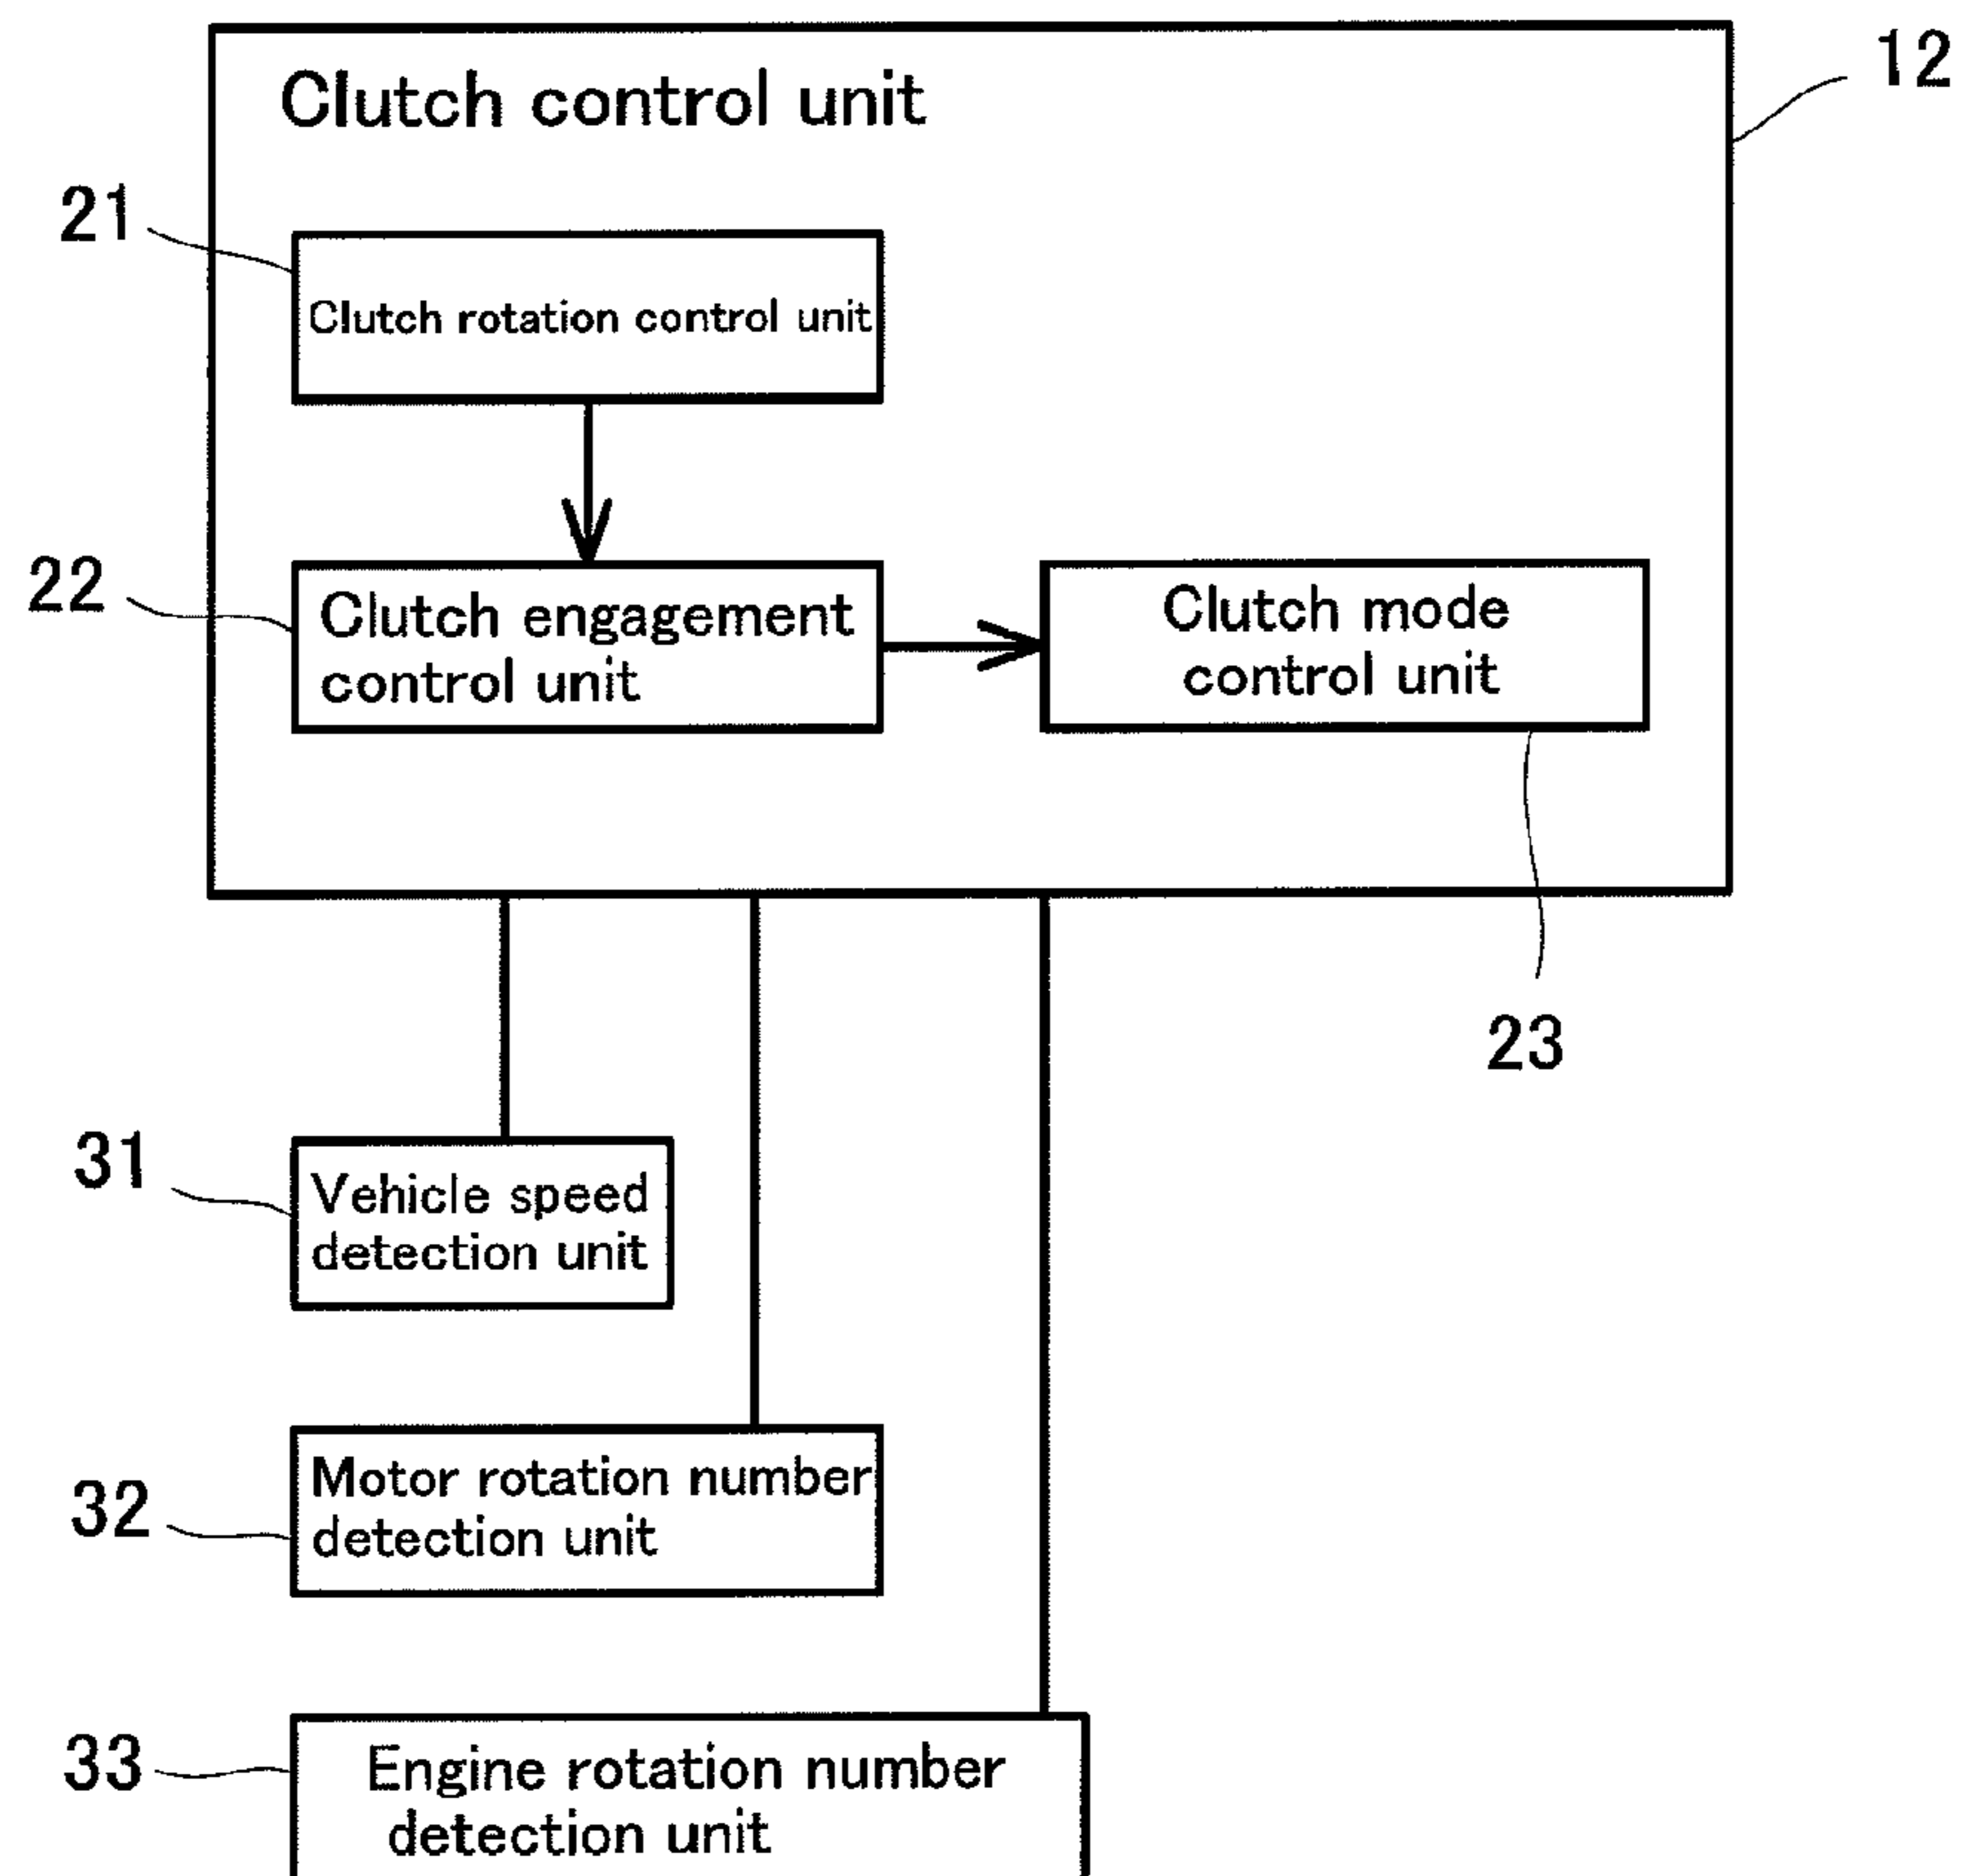 Clutch control unit
12
21
Clutch rotation control unit
22
Clutch engagement
control unit
Clutch mode
control unit
23
31
Vehicle speed
detection unit
32
Motor rotation number
detection unit
33
Engine rotation number
detection unit